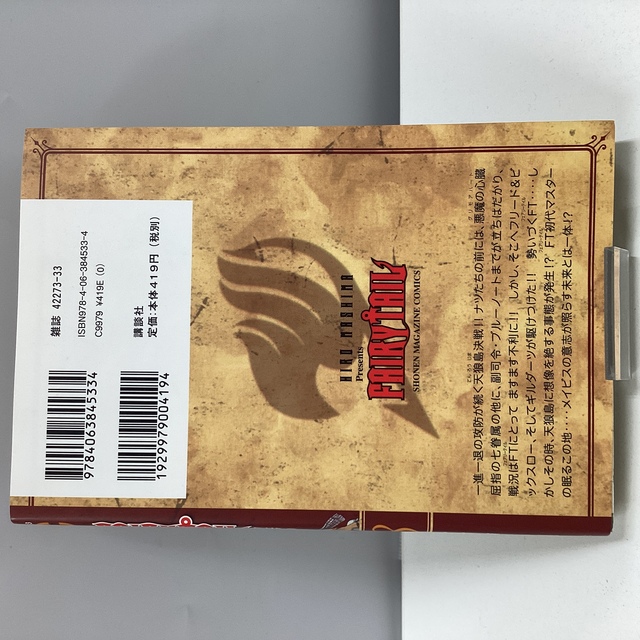 一進一退の攻防が続く天狼島決戦!! ナツたちの前には、悪魔の心臓
屈指の七眷属の他に、副司令・ブルーノートまでが立ちはだかり、
戦況はFTにとって ますます不利に!! しかし、そこへフリード&ビ
ックスロー、そしてギルダーツが駆けつけた!! 勢いづくFT‥‥し
かしその時、天狼島に想像を絶する事態が発生!? FT初代マスター
の眠るこの地‥‥メイビスの意志が照らす未来とは一体!?
HIRO MASHIMA
Presents
FAIRY TAIL
SHONEN MAGAZINE COMICS
雑誌 42273-33
ISBN978-4-06-384533-4
C9979 ¥419E (0)
講談社
定価:本体419円(税別)
9784063845334
1929979004194
FAIRY TAIL